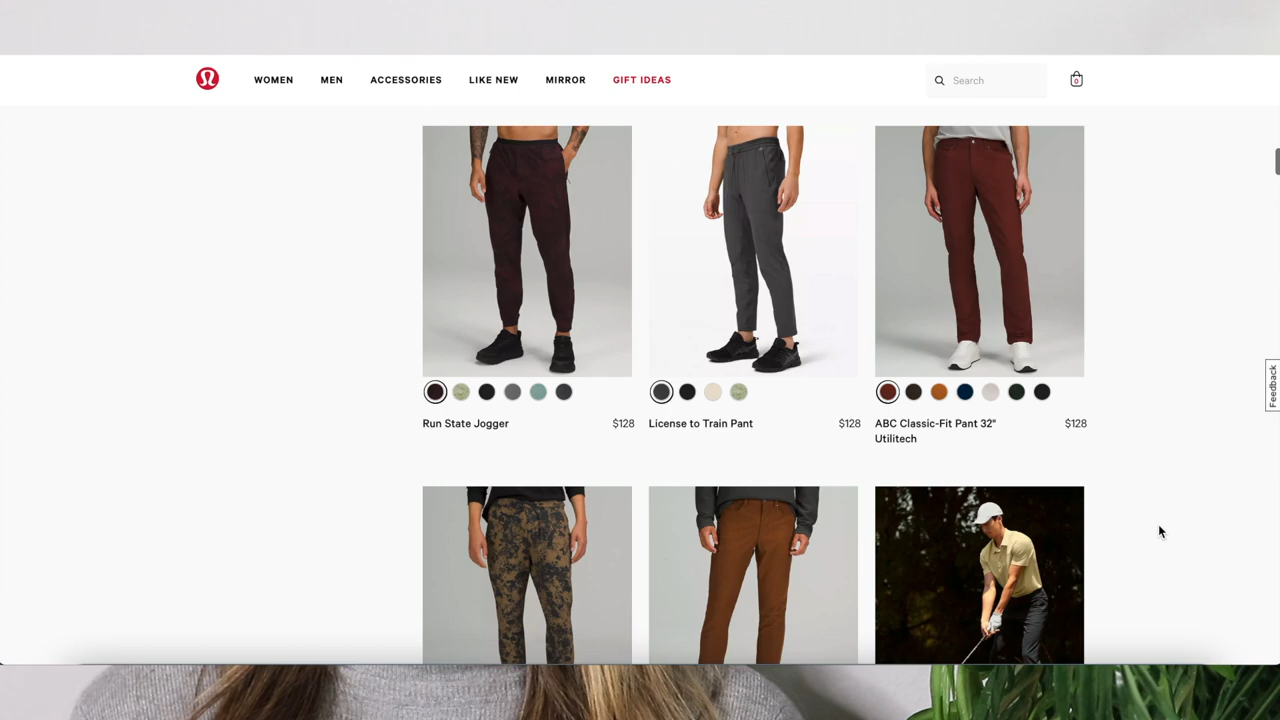 WOMEN MEN ACCESSORIES LIKE NEW MIRROR GIFT IDEAS Search 0
Run State Jogger $128 License to Train Pant $128 ABC Classic-Fit Pant 32" $128
Utilitech
Feedback